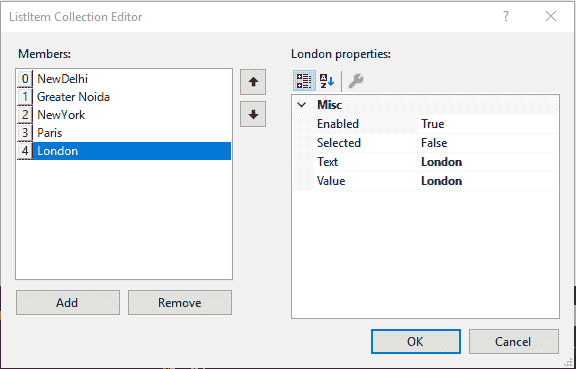 ListItem Collection Editor
?
Members:
0 NewDelhi
1 Greater Noida
2 NewYork
3 Paris
4 London
Add
Remove
London properties:
A Z
Misc
Enabled True
Selected False
Text London
Value London
OK
Cancel